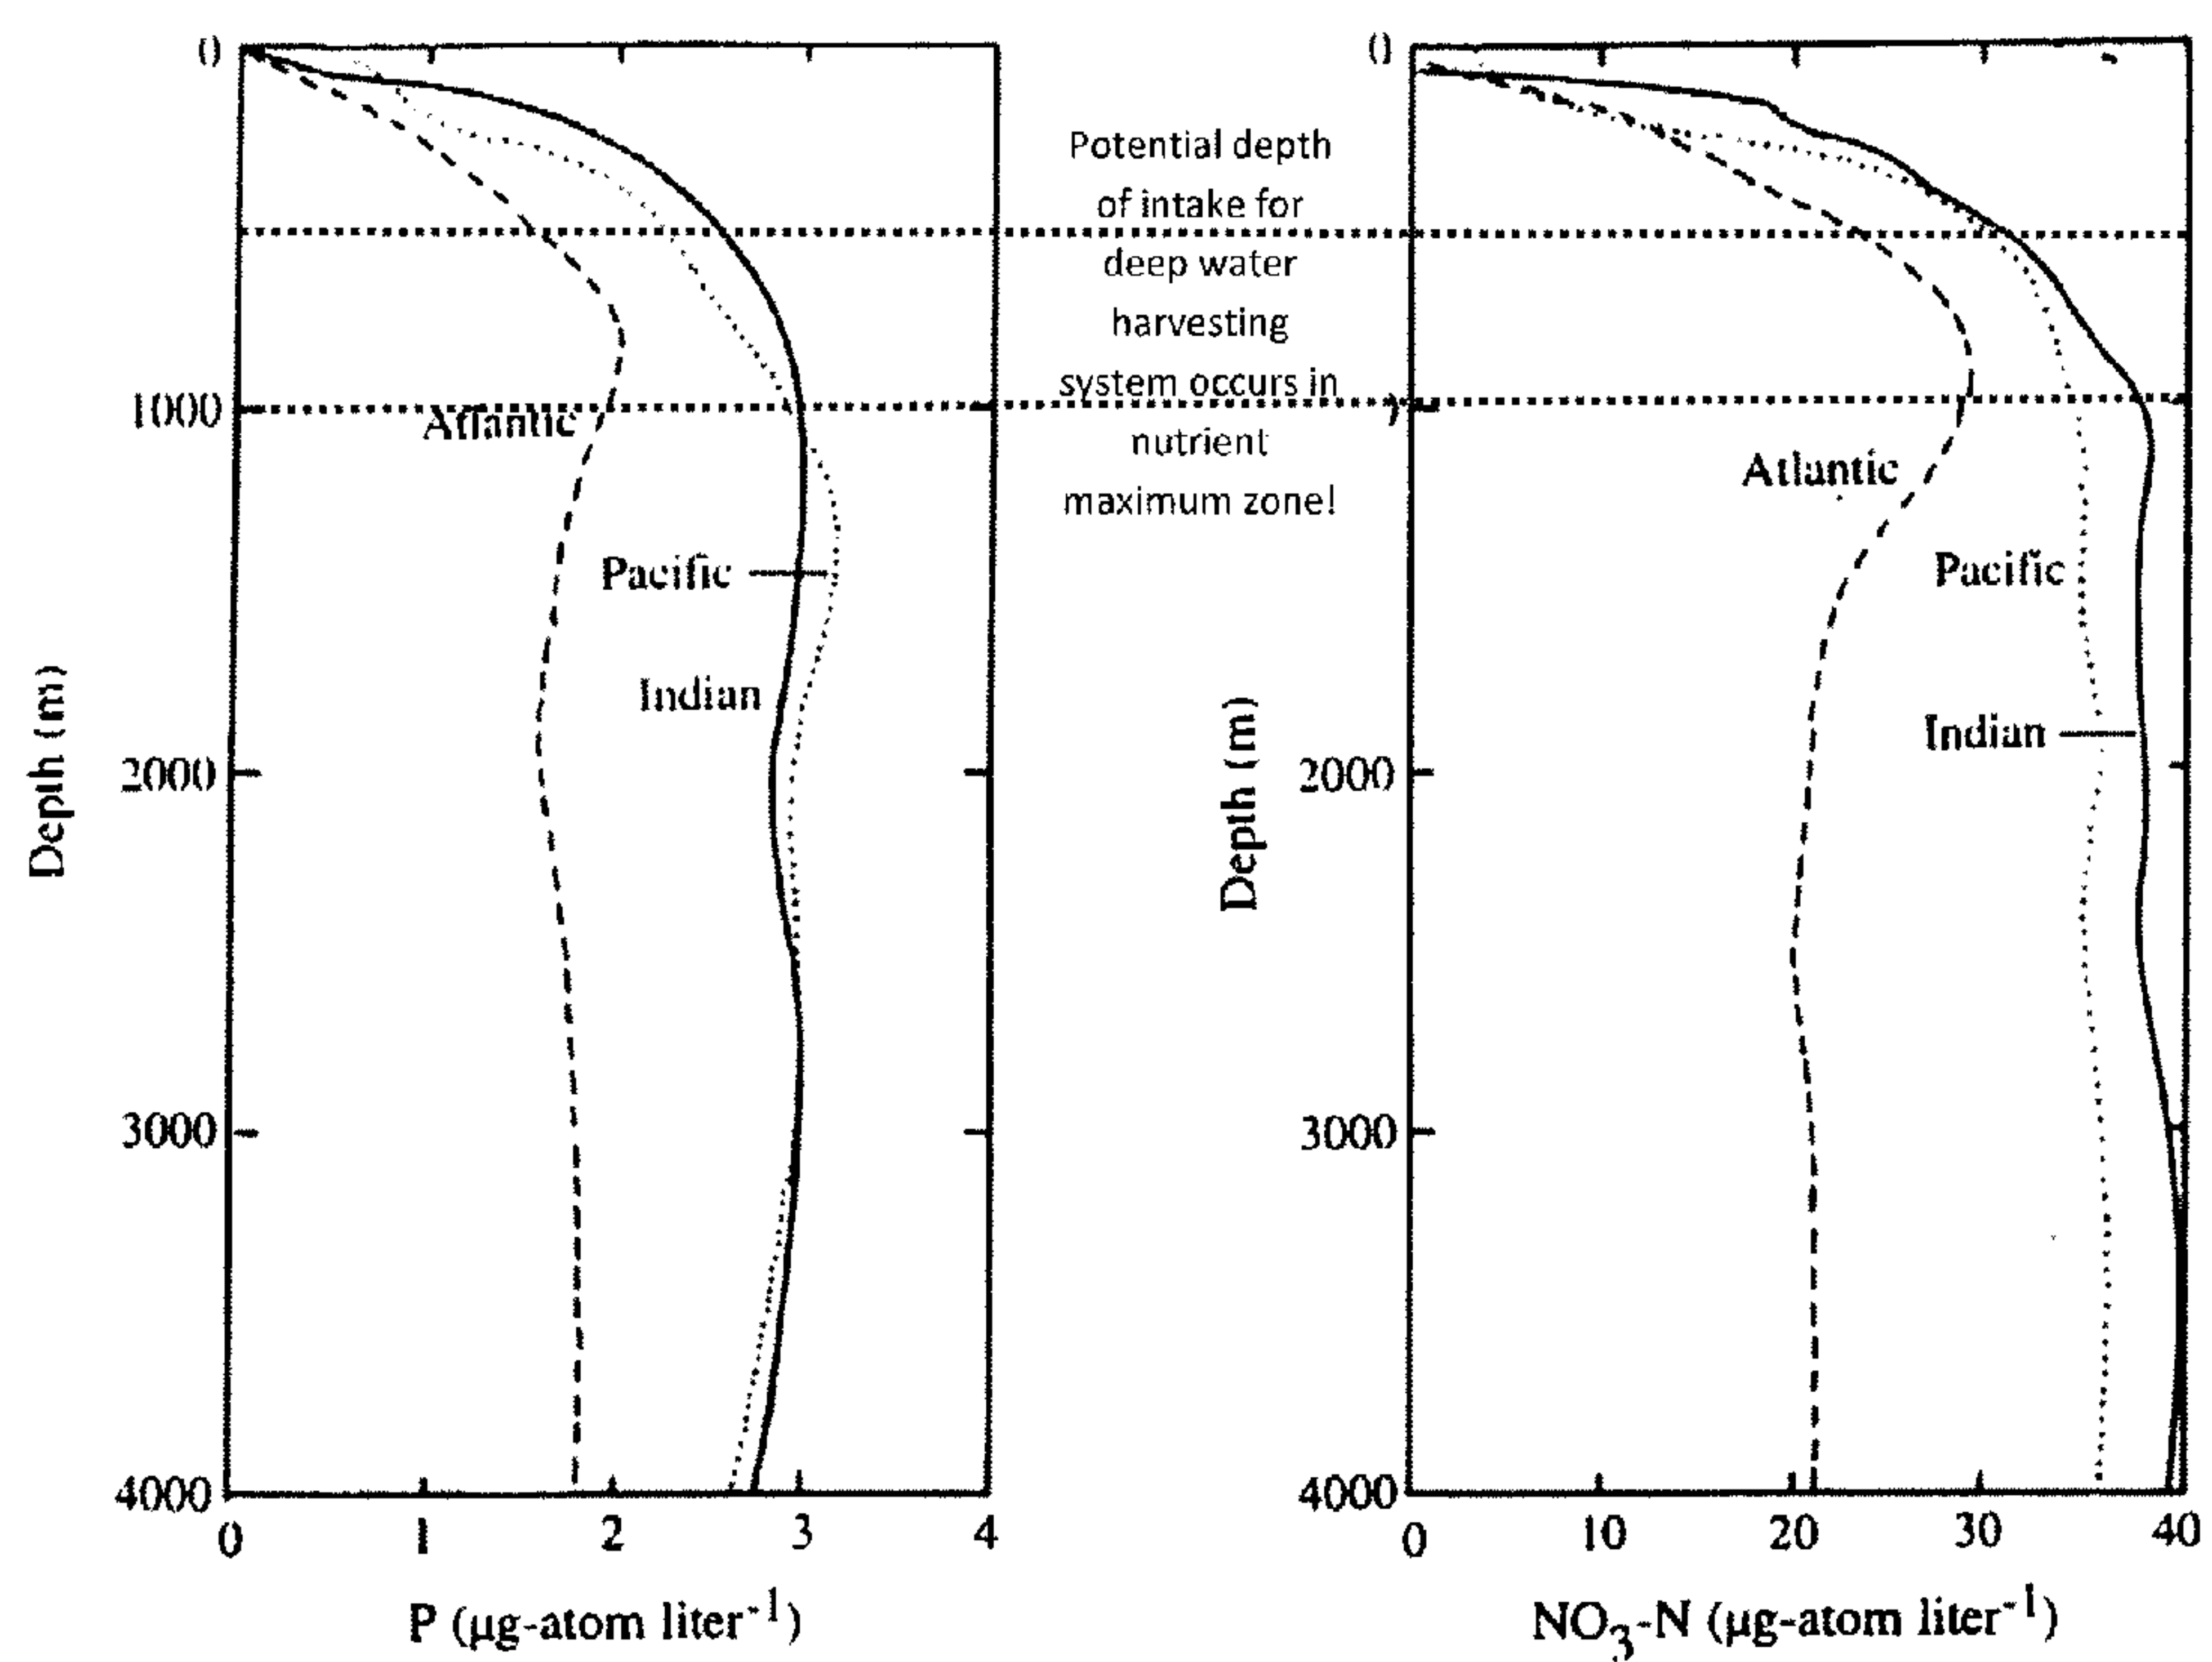 0
1000
2000
3000
4000
Depth (m)
Atlantic
Pacific
Indian
0 1 2 3 4
P (µg-atom liter⁻¹)
Potential depth
of intake for
deep water
harvesting
system occurs in
nutrient
maximum zone!
0
)
2000
3000
4000
Depth (m)
Atlantic
Pacific
Indian
0 10 20 30 40
NO₃-N (µg-atom liter⁻¹)